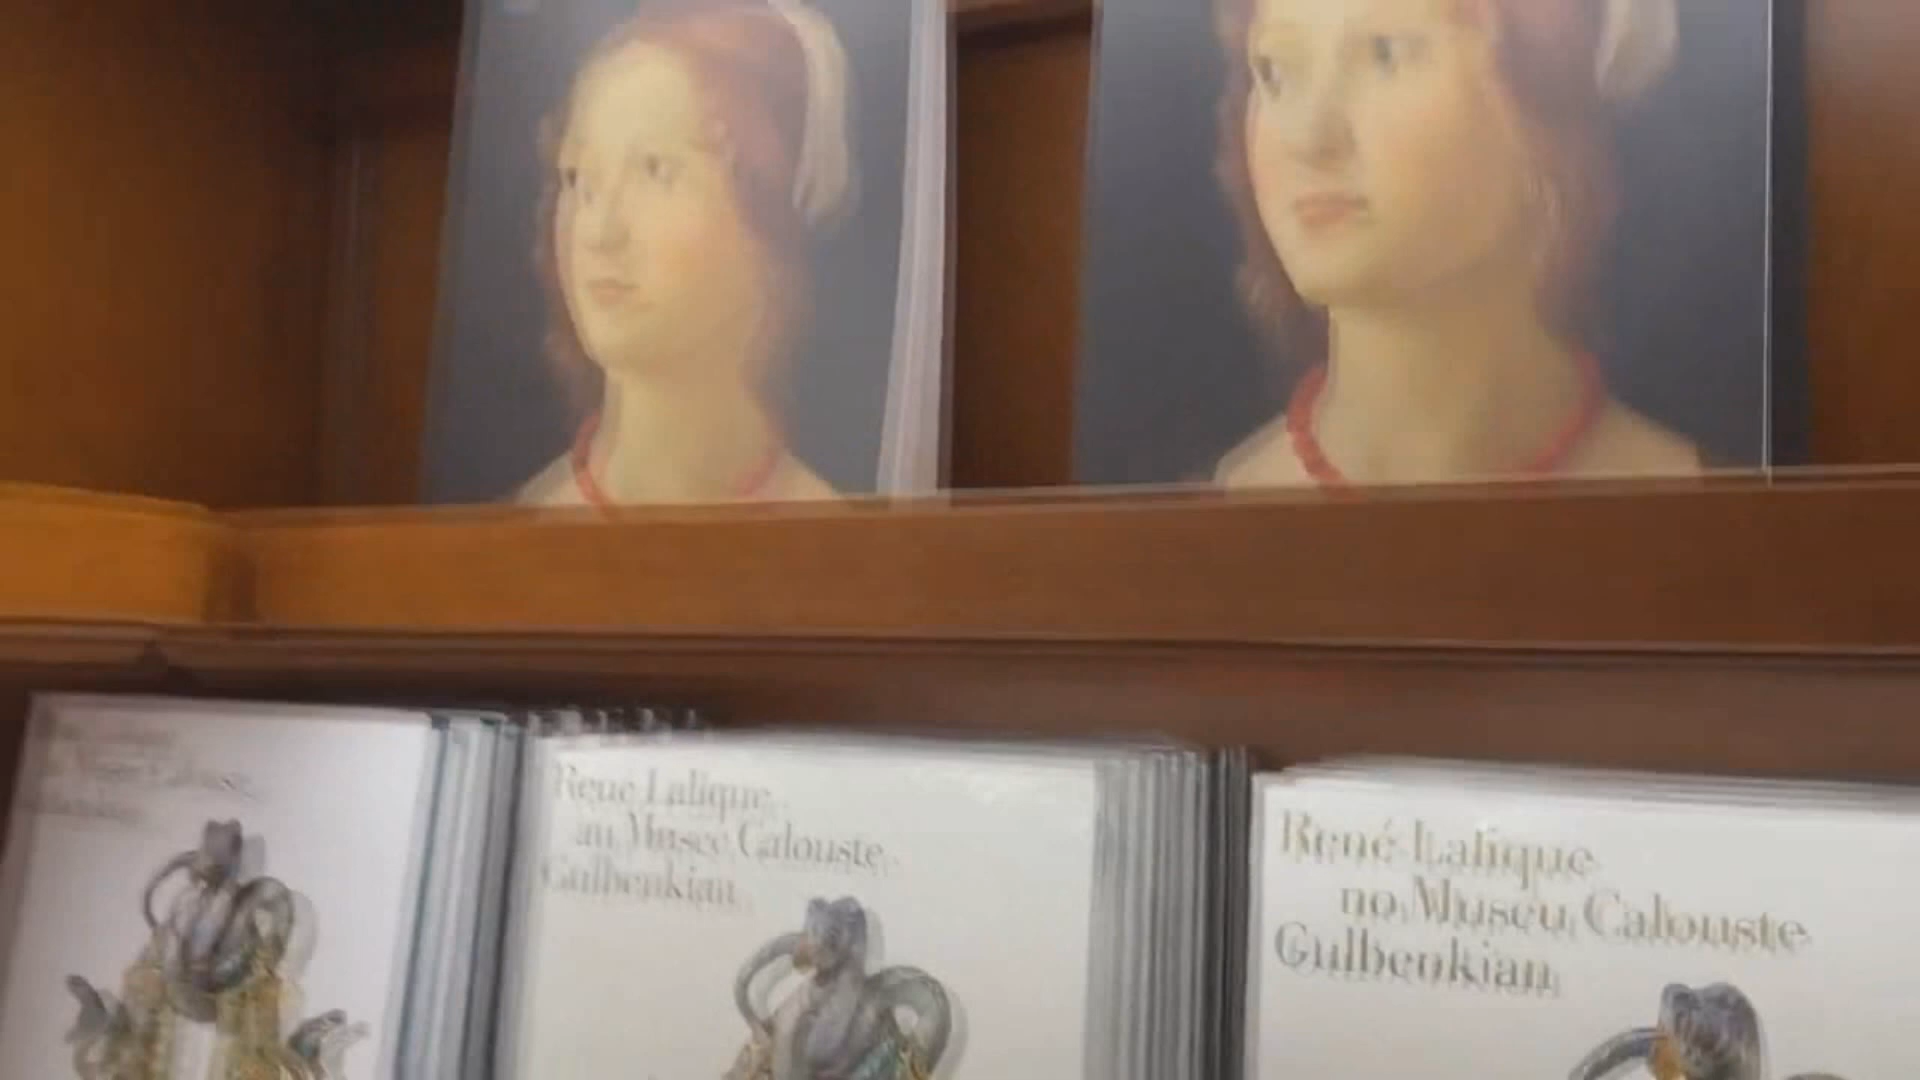 René Lalique
au Musée Calouste
Gulbenkian
René Lalique
no Museu Calouste
Gulbenkian